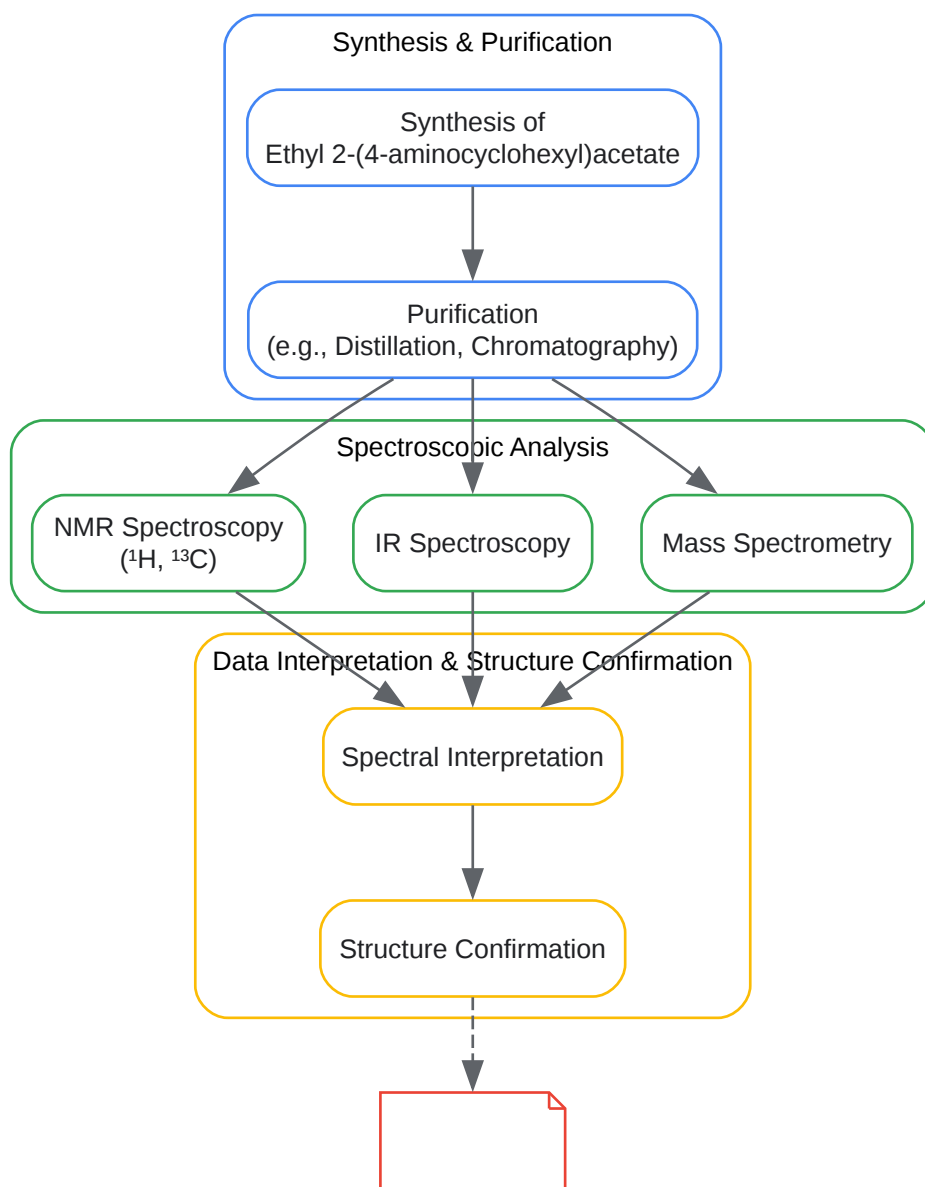 Synthesis & Purification
Synthesis of
Ethyl 2-(4-aminocyclohexyl)acetate
Purification
(e.g., Distillation, Chromatography)
Spectroscopic Analysis
NMR Spectroscopy
(¹H, ¹³C)
IR Spectroscopy
Mass Spectrometry
Data Interpretation & Structure Confirmation
Spectral Interpretation
Structure Confirmation